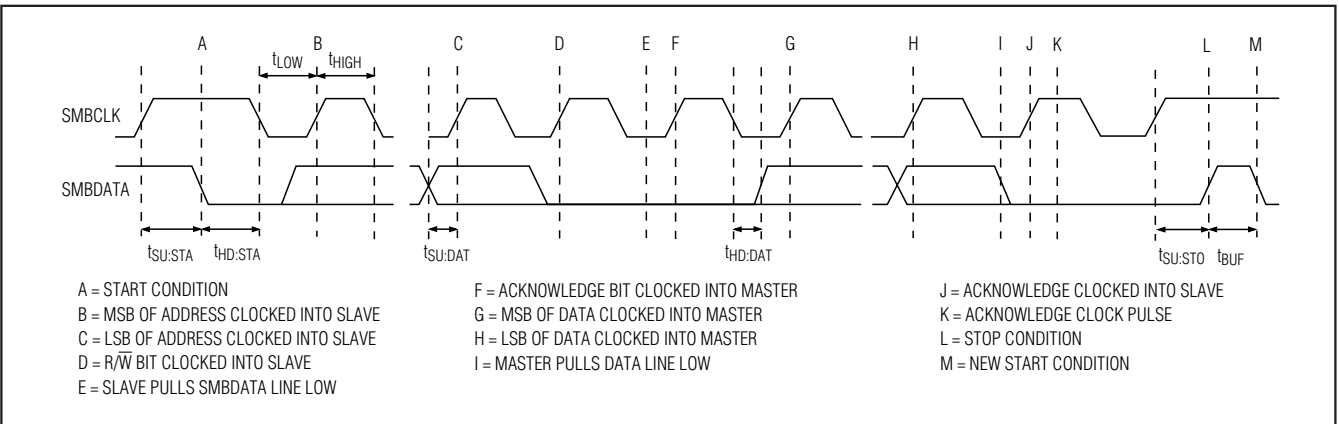 A B C D E F G H I J K L M
tLOW tHIGH
SMBCLK
SMBDATA
tSU:STA tHD:STA tSU:DAT tHD:DAT tSU:STO tBUF
A = START CONDITION
B = MSB OF ADDRESS CLOCKED INTO SLAVE
C = LSB OF ADDRESS CLOCKED INTO SLAVE
D = R/W̅ BIT CLOCKED INTO SLAVE
E = SLAVE PULLS SMBDATA LINE LOW
F = ACKNOWLEDGE BIT CLOCKED INTO MASTER
G = MSB OF DATA CLOCKED INTO MASTER
H = LSB OF DATA CLOCKED INTO MASTER
I = MASTER PULLS DATA LINE LOW
J = ACKNOWLEDGE CLOCKED INTO SLAVE
K = ACKNOWLEDGE CLOCK PULSE
L = STOP CONDITION
M = NEW START CONDITION